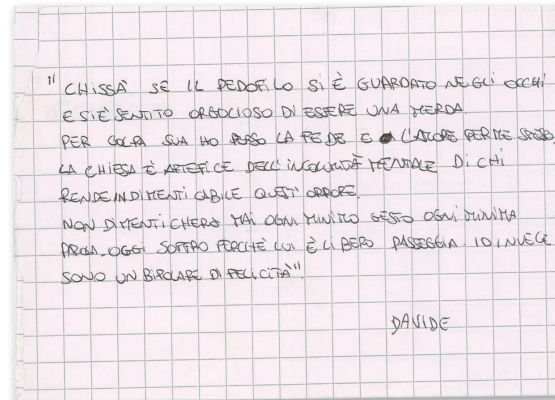 " CHISSÀ SE IL PEDOFILO SI È GUARDATO NEGLI OCCHI
E SI È SENTITO ORGOGLIOSO DI ESSERE UNA MERDA.
PER COLPA SUA HO PERSO LA FEDE E L'AMORE PER ME STESSO.
LA CHIESA È ARTEFICE DELL'INCOLUMITÀ MENTALE DI CHI
RENDE INDIMENTICABILE QUEST'ORRORE.
NON DIMENTICHERÒ MAI OGNI MINIMO GESTO OGNI MINIMA
PAROLA. OGGI SOFFRO PERCHÈ LUI È LIBERO PASSEGGIA. IO INVECE
SONO UN BIPOLARE DI FELICITÀ"
DAVIDE